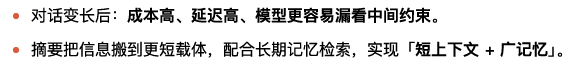 • 对话变长后：成本高、延迟高、模型更容易漏看中间约束。
• 摘要把信息搬到更短载体，配合长期记忆检索，实现「短上下文 + 广记忆」。